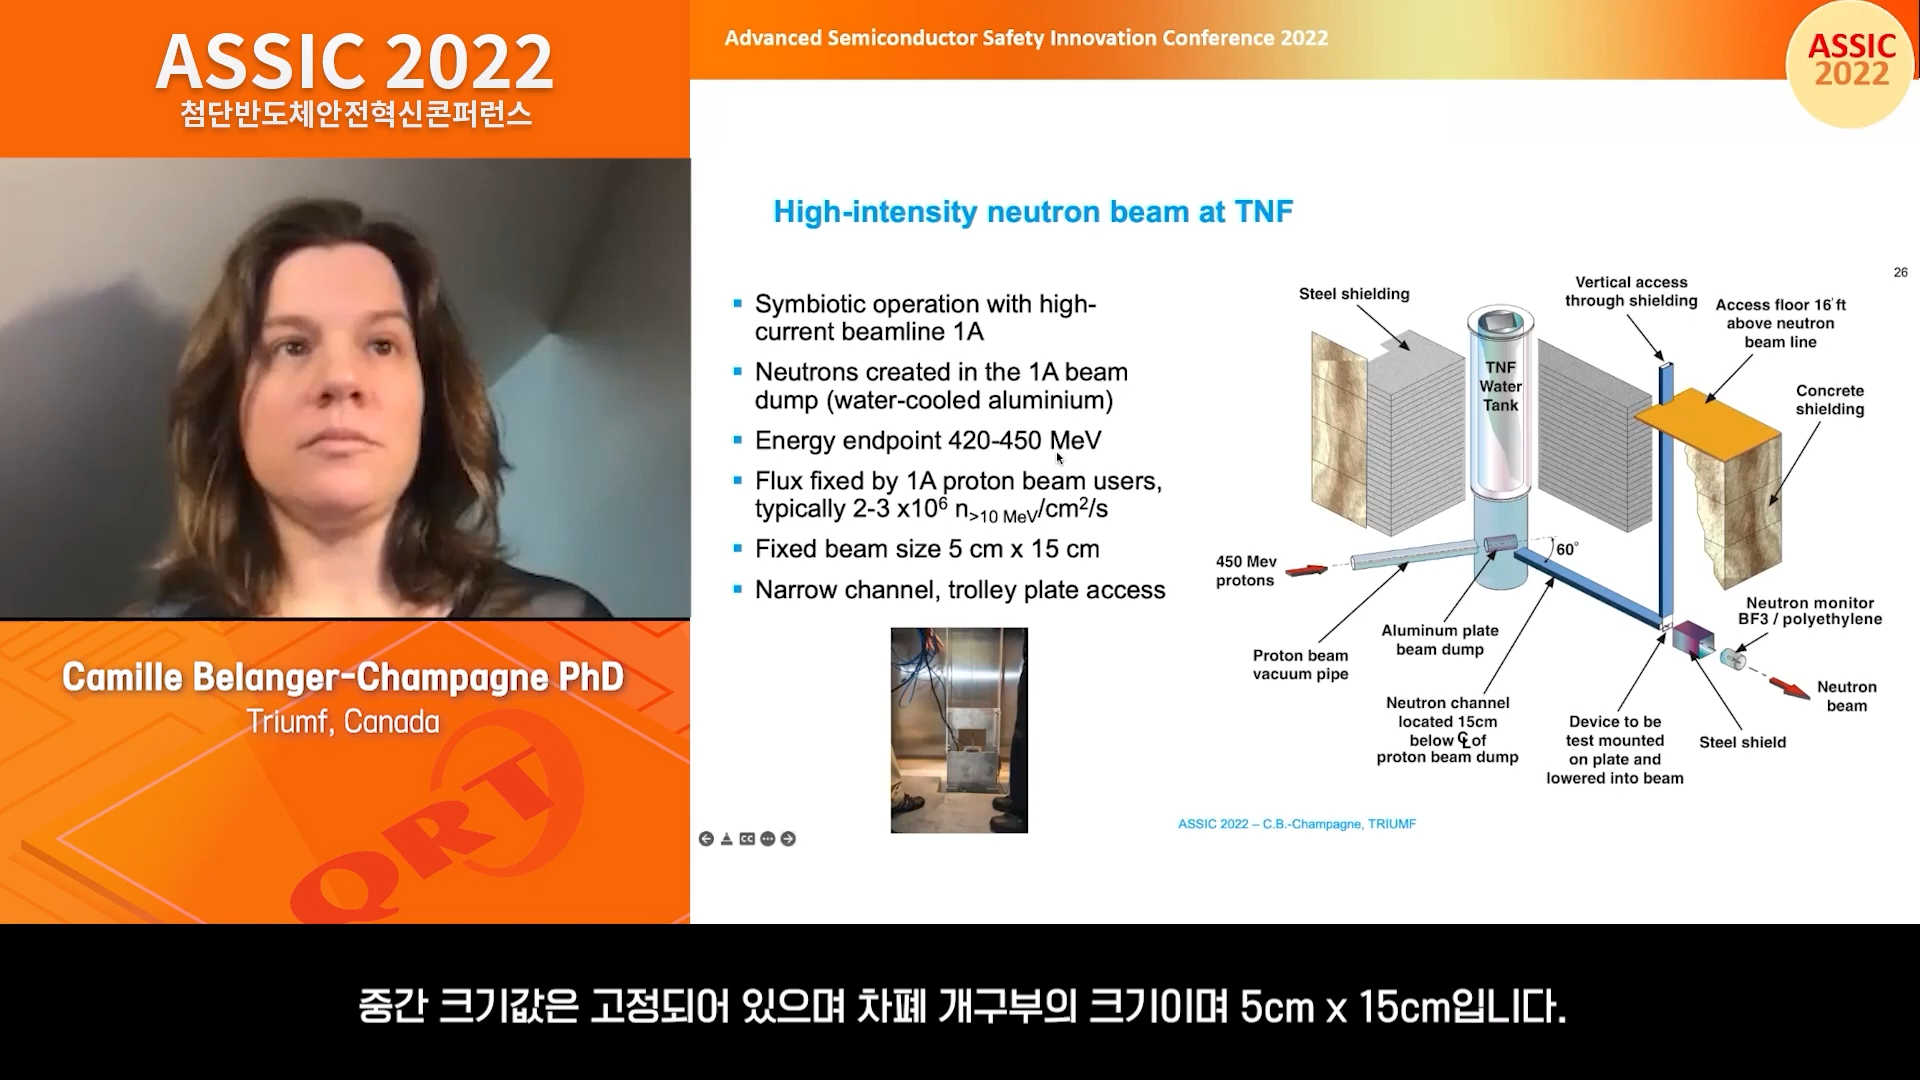 ASSIC 2022
첨단반도체안전혁신콘퍼런스
Advanced Semiconductor Safety Innovation Conference 2022
ASSIC
2022
High-intensity neutron beam at TNF
26
▪ Symbiotic operation with high-
current beamline 1A
▪ Neutrons created in the 1A beam
dump (water-cooled aluminium)
▪ Energy endpoint 420-450 MeV
▪ Flux fixed by 1A proton beam users,
typically 2-3 x10⁶ n>10 MeV/cm²/s
▪ Fixed beam size 5 cm x 15 cm
▪ Narrow channel, trolley plate access
Steel shielding
Vertical access
through shielding
Access floor 16' ft
above neutron
beam line
TNF
Water
Tank
Concrete
shielding
450 Mev
protons
60°
Neutron monitor
BF3 / polyethylene
Aluminum plate
beam dump
Proton beam
vacuum pipe
Neutron
beam
Neutron channel
located 15cm
below ℄ of
proton beam dump
Device to be
test mounted
on plate and
lowered into beam
Steel shield
ASSIC 2022 – C.B.-Champagne, TRIUMF
CC
Camille Belanger-Champagne PhD
Triumf, Canada
QRT
중간 크기값은 고정되어 있으며 차폐 개구부의 크기이며 5cm x 15cm입니다.